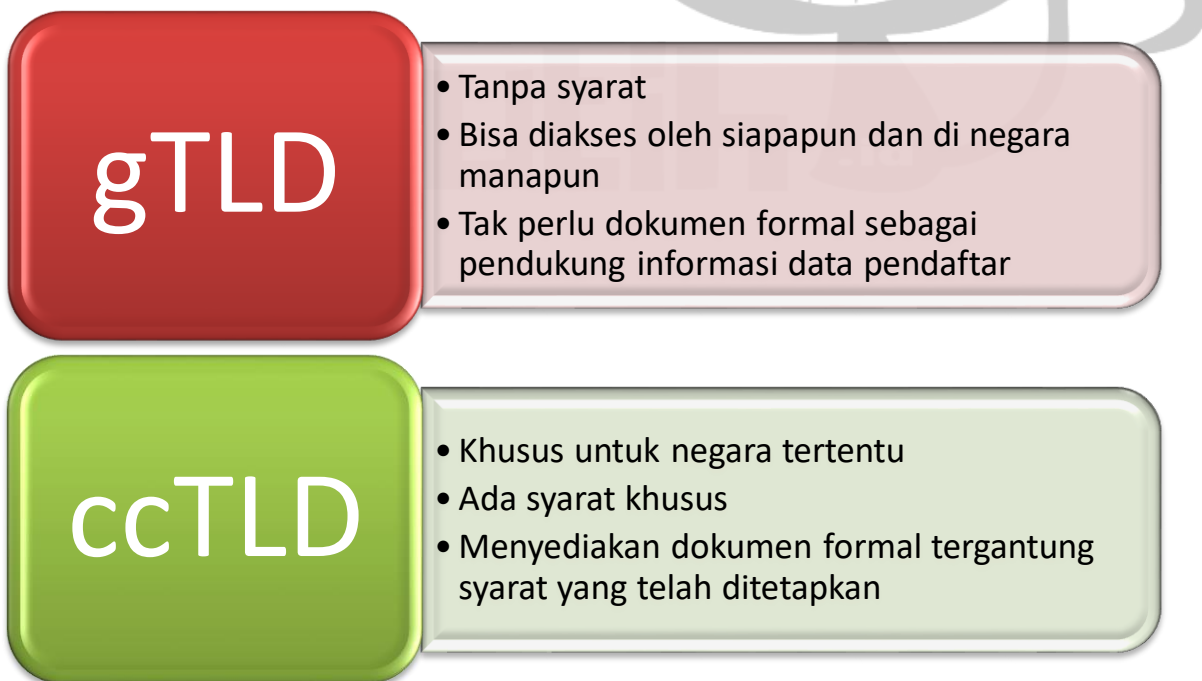 gTLD
• Tanpa syarat
• Bisa diakses oleh siapapun dan di negara
manapun
• Tak perlu dokumen formal sebagai
pendukung informasi data pendaftar
ccTLD
• Khusus untuk negara tertentu
• Ada syarat khusus
• Menyediakan dokumen formal tergantung
syarat yang telah ditetapkan